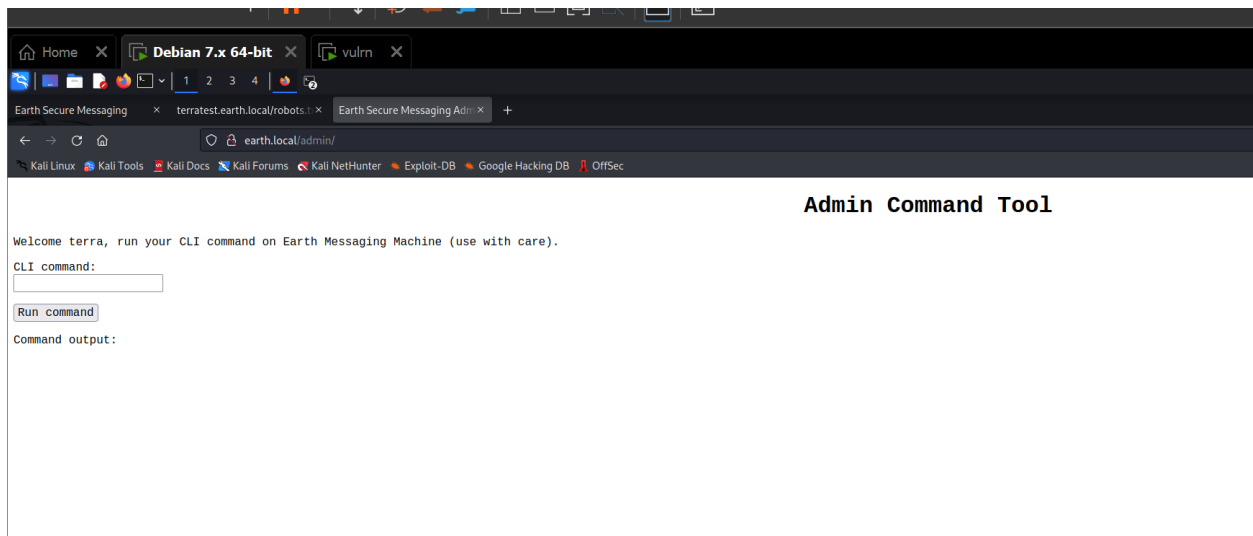 Home
Debian 7.x 64-bit
vulrn
1 2 3 4
Earth Secure Messaging
terratest.earth.local/robots.t
Earth Secure Messaging Adm
earth.local/admin/
Kali Linux Kali Tools Kali Docs Kali Forums Kali NetHunter Exploit-DB Google Hacking DB OffSec
Admin Command Tool
Welcome terra, run your CLI command on Earth Messaging Machine (use with care).
CLI command:
Run command
Command output: